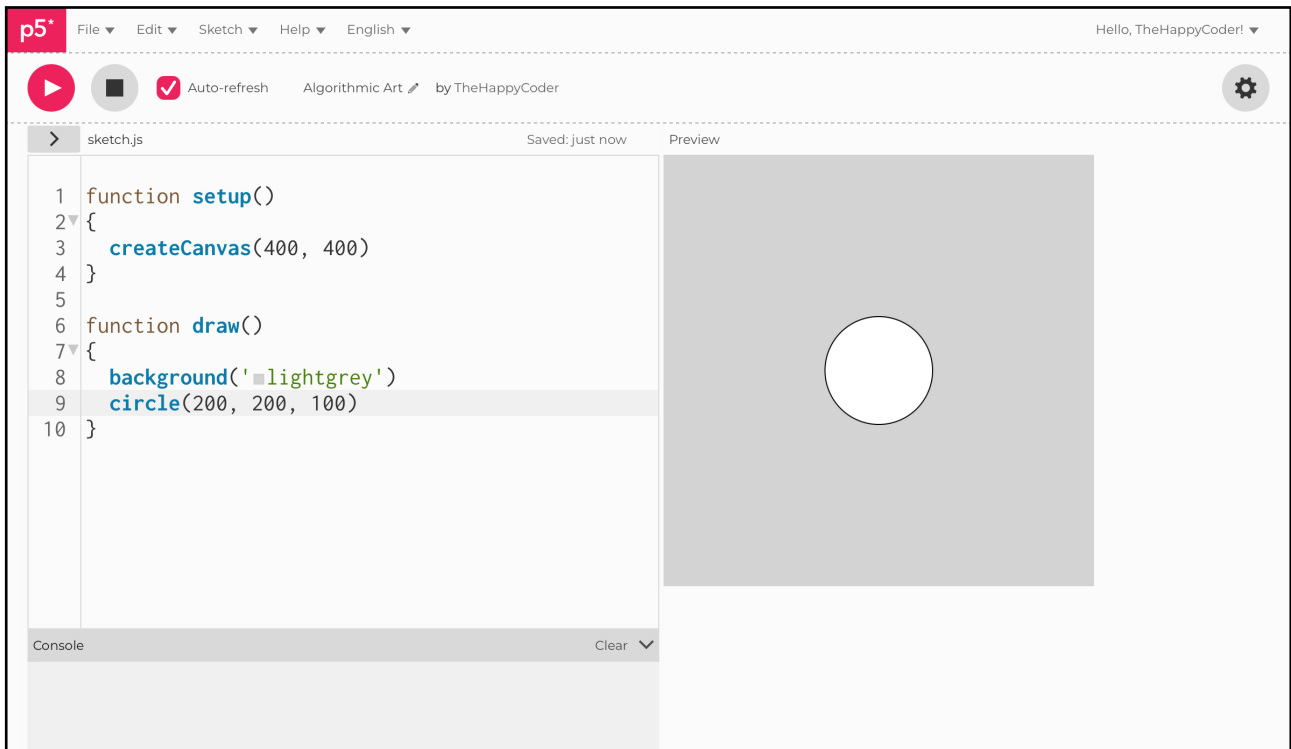 p5* File Edit Sketch Help English Hello, TheHappyCoder!
Auto-refresh Algorithmic Art by TheHappyCoder
sketch.js Saved: just now Preview
1 function setup()
2 {
3 createCanvas(400, 400)
4 }
5
6 function draw()
7 {
8 background('lightgrey')
9 circle(200, 200, 100)
10 }
Console Clear